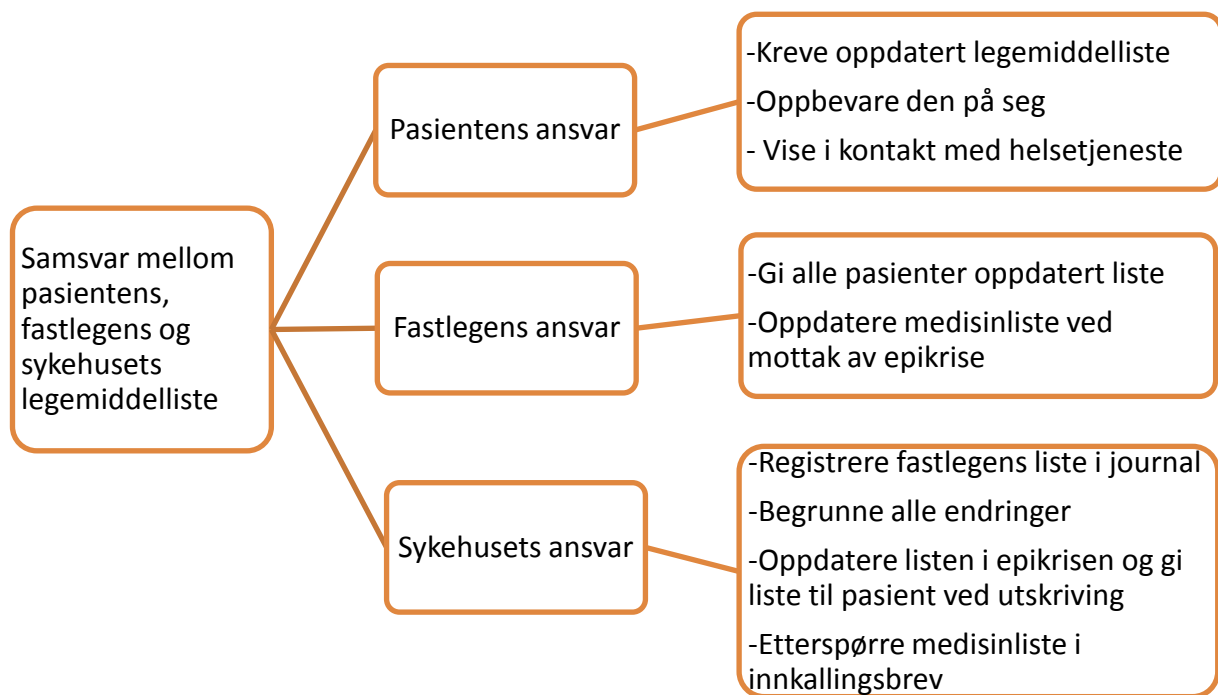 Samsvar mellom
pasientens,
fastlegens og
sykehusets
legemiddelliste
Pasientens ansvar
-Kreve oppdatert legemiddelliste
-Oppbevare den på seg
- Vise i kontakt med helsetjeneste
Fastlegens ansvar
-Gi alle pasienter oppdatert liste
-Oppdatere medisinliste ved
mottak av epikrise
Sykehusets ansvar
-Registrere fastlegens liste i journal
-Begrunne alle endringer
-Oppdatere listen i epikrisen og gi
liste til pasient ved utskriving
-Etterspørre medisinliste i
innkallingsbrev